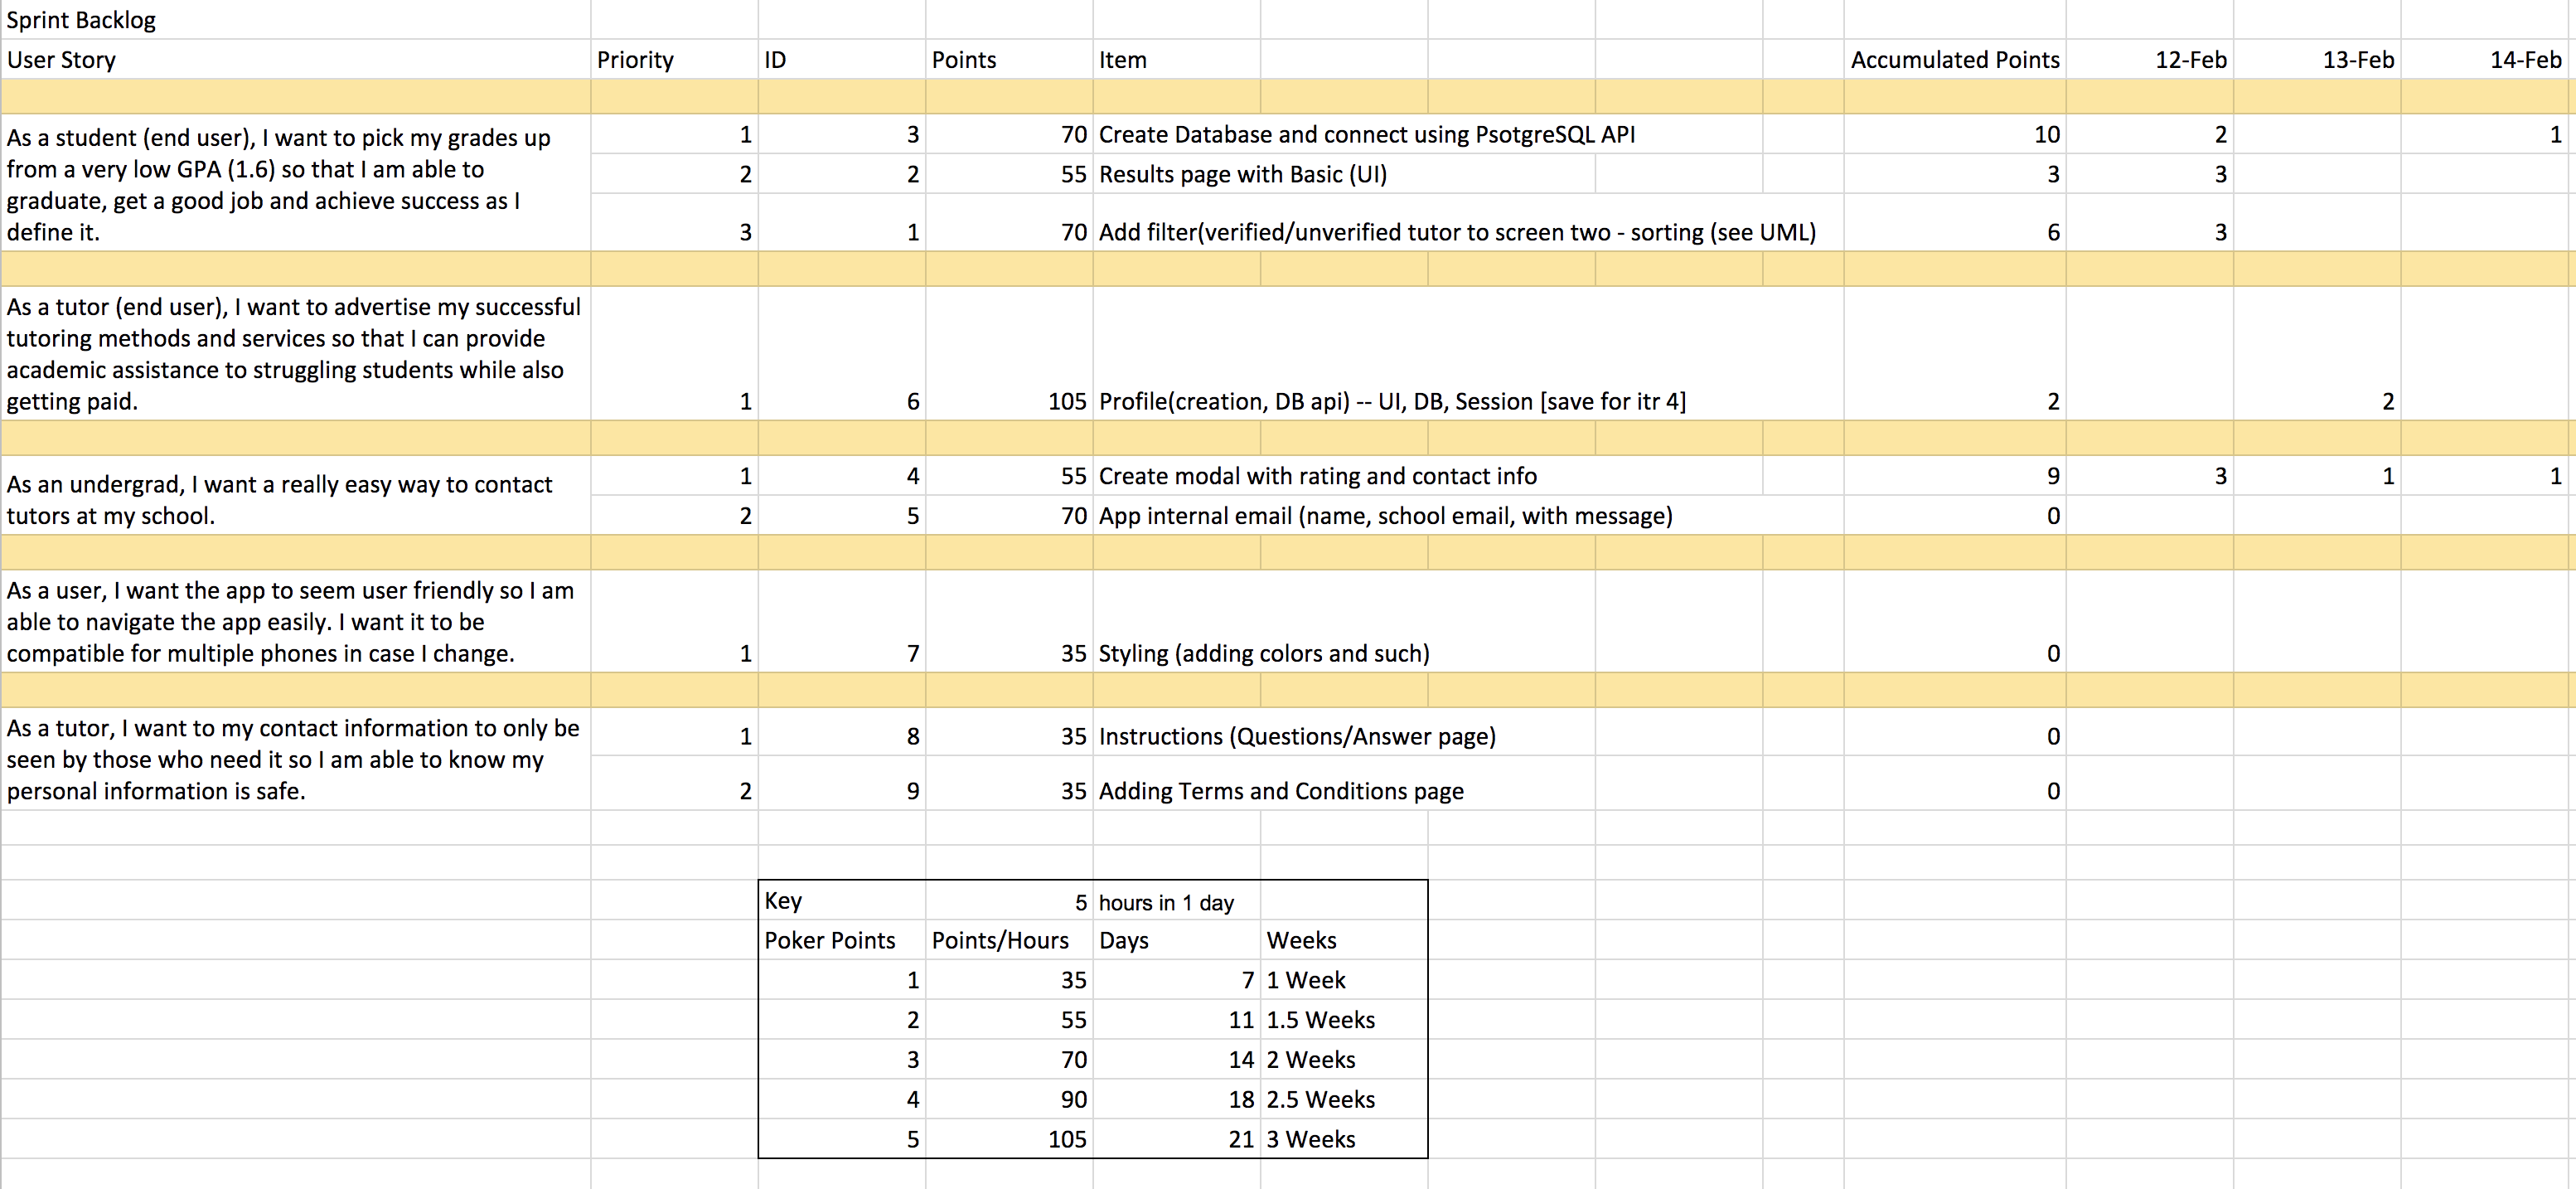 Sprint Backlog
User Story Priority ID Points Item Accumulated Points 12-Feb 13-Feb 14-Feb
As a student (end user), I want to pick my grades up
from a very low GPA (1.6) so that I am able to
graduate, get a good job and achieve success as I
define it.
1 3 70 Create Database and connect using PsotgreSQL API 10 2 1
2 2 55 Results page with Basic (UI) 3 3
3 1 70 Add filter(verified/unverified tutor to screen two - sorting (see UML) 6 3
As a tutor (end user), I want to advertise my successful
tutoring methods and services so that I can provide
academic assistance to struggling students while also
getting paid.
1 6 105 Profile(creation, DB api) -- UI, DB, Session [save for itr 4] 2 2
As an undergrad, I want a really easy way to contact
tutors at my school.
1 4 55 Create modal with rating and contact info 9 3 1 1
2 5 70 App internal email (name, school email, with message) 0
As a user, I want the app to seem user friendly so I am
able to navigate the app easily. I want it to be
compatible for multiple phones in case I change.
1 7 35 Styling (adding colors and such) 0
As a tutor, I want to my contact information to only be
seen by those who need it so I am able to know my
personal information is safe.
1 8 35 Instructions (Questions/Answer page) 0
2 9 35 Adding Terms and Conditions page 0
Key 5 hours in 1 day
Poker Points Points/Hours Days Weeks
1 35 7 1 Week
2 55 11 1.5 Weeks
3 70 14 2 Weeks
4 90 18 2.5 Weeks
5 105 21 3 Weeks